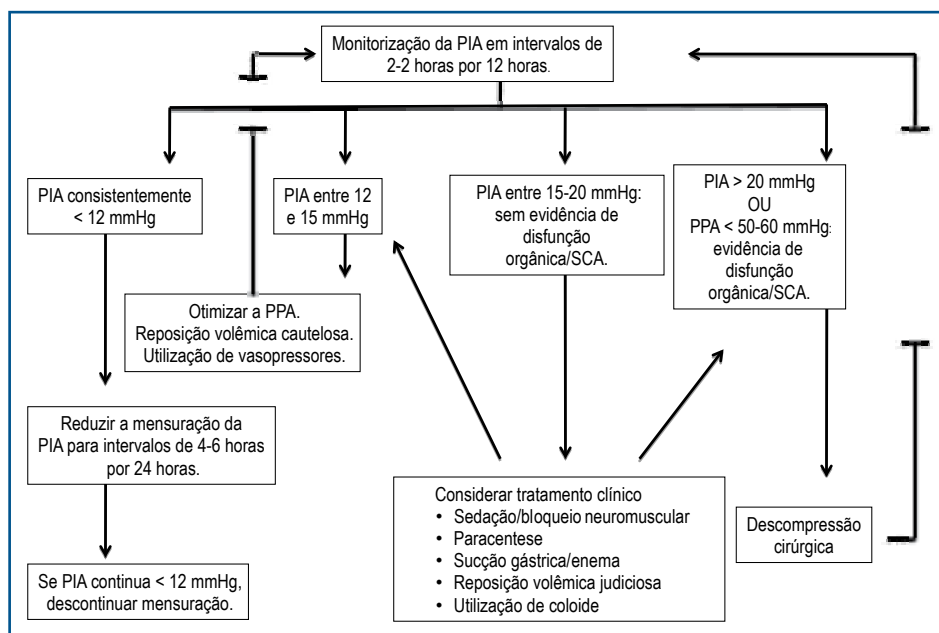 Monitorização da PIA em intervalos de
2-2 horas por 12 horas.
PIA consistentemente
< 12 mmHg
PIA entre 12
e 15 mmHg
PIA entre 15-20 mmHg:
sem evidência de
disfunção
orgânica/SCA.
PIA > 20 mmHg
OU
PPA < 50-60 mmHg:
evidência de
disfunção
orgânica/SCA.
Otimizar a PPA.
Reposição volêmica cautelosa.
Utilização de vasopressores.
Reduzir a mensuração da
PIA para intervalos de 4-6 horas
por 24 horas.
Considerar tratamento clínico
• Sedação/bloqueio neuromuscular
• Paracentese
• Sucção gástrica/enema
• Reposição volêmica judiciosa
• Utilização de coloide
Descompressão
cirúrgica
Se PIA continua < 12 mmHg,
descontinuar mensuração.